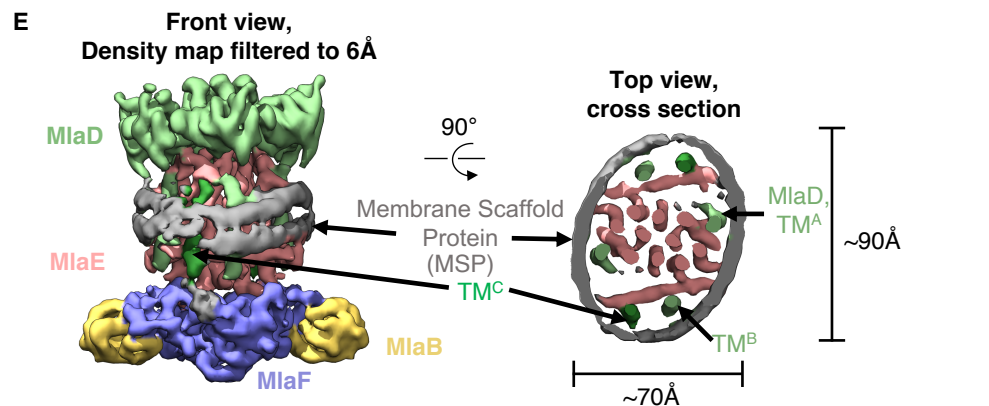 E
Front view,
Density map filtered to 6Å
MlaD
MlaE
MlaF
MlaB
90°
Membrane Scaffold
Protein
(MSP)
TMᶜ
Top view,
cross section
MlaD,
TMᴬ
TMᴮ
~90Å
~70Å